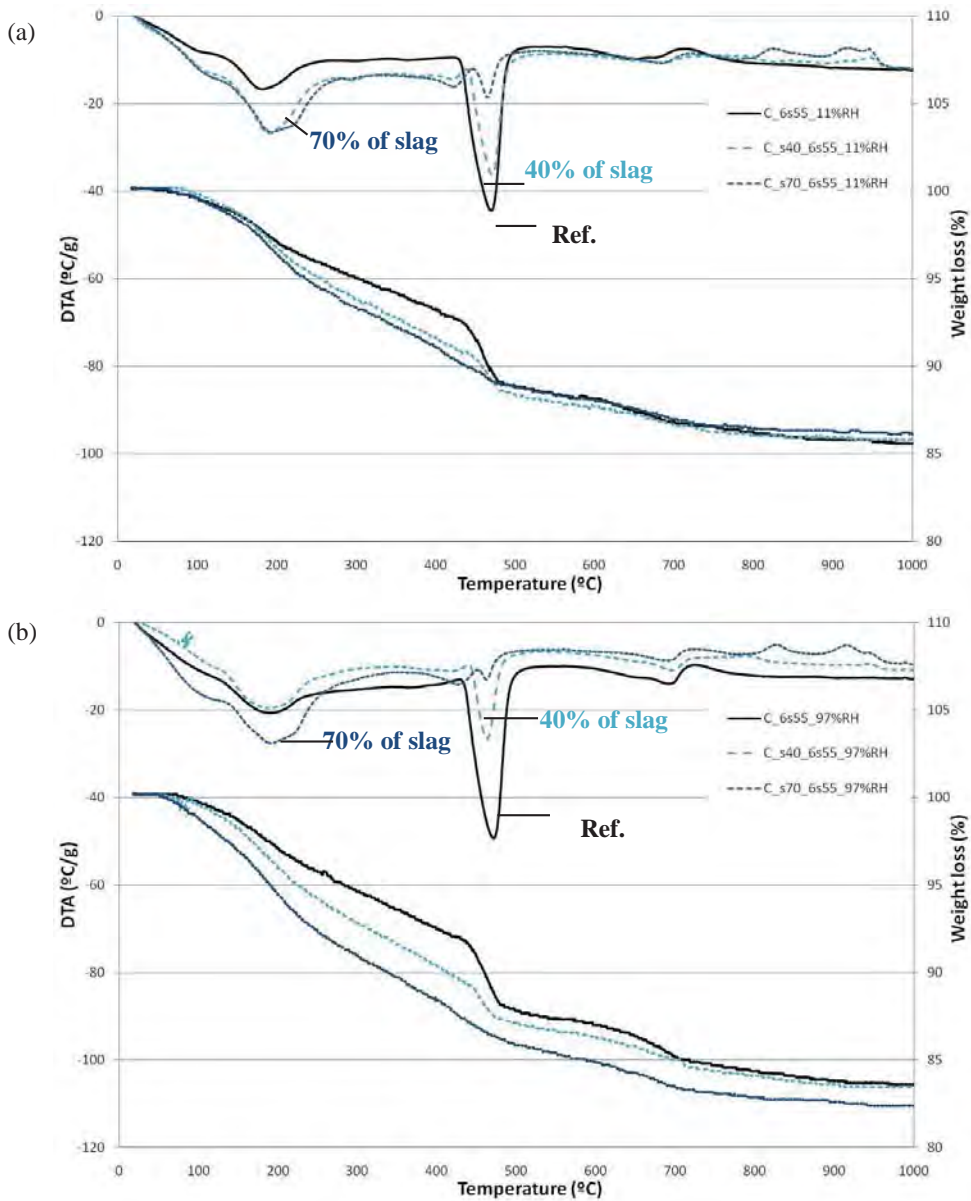 (a)
0
-20
-40
-60
-80
-100
-120
DTA (ºC/g)
110
105
100
95
90
85
80
Weight loss (%)
C_6s55_11%RH
C_s40_6s55_11%RH
C_s70_6s55_11%RH
70% of slag
40% of slag
Ref.
0 100 200 300 400 500 600 700 800 900 1000
Temperature (ºC)
(b)
0
-20
-40
-60
-80
-100
-120
DTA (ºC/g)
110
105
100
95
90
85
80
Weight loss (%)
C_6s55_97%RH
C_s40_6s55_97%RH
C_s70_6s55_97%RH
40% of slag
70% of slag
Ref.
0 100 200 300 400 500 600 700 800 900 1000
Temperature (ºC)